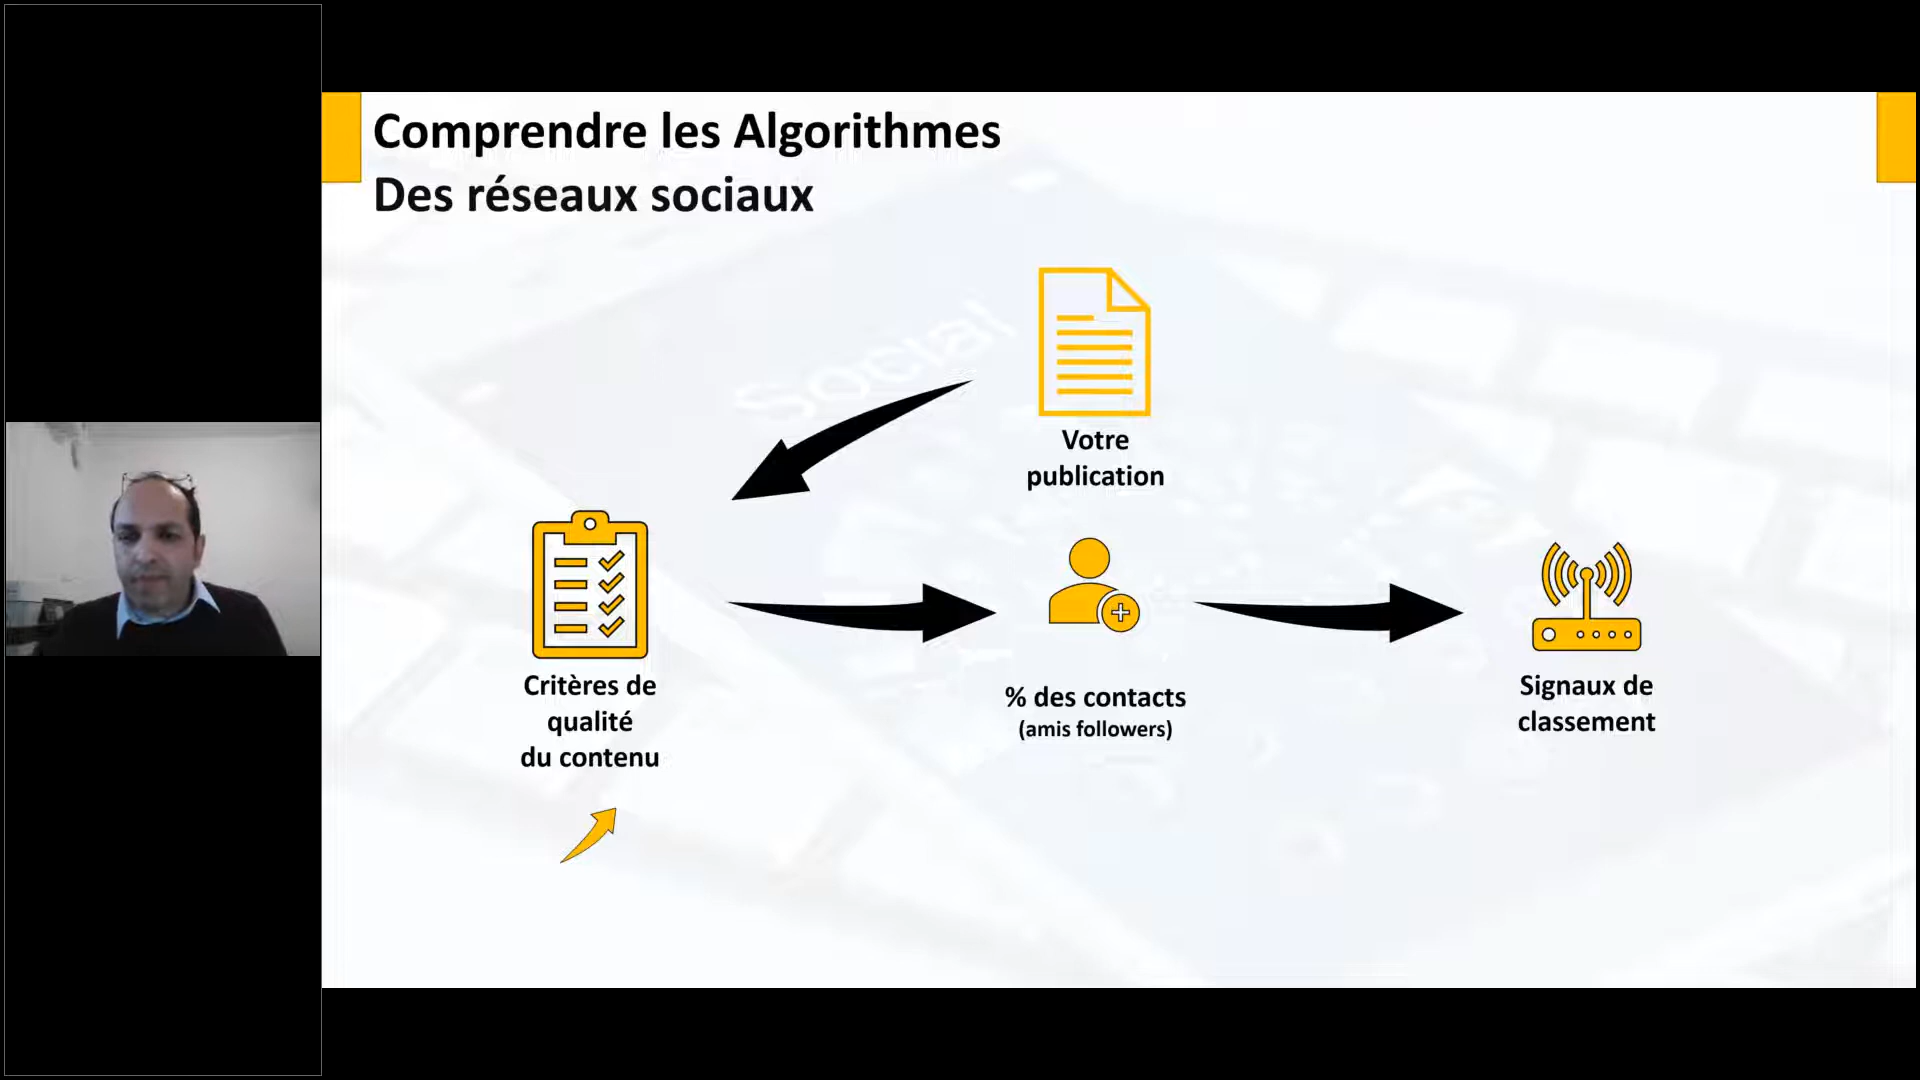 Comprendre les Algorithmes
Des réseaux sociaux
Social
Votre
publication
Critères de
qualité
du contenu
% des contacts
(amis followers)
Signaux de
classement